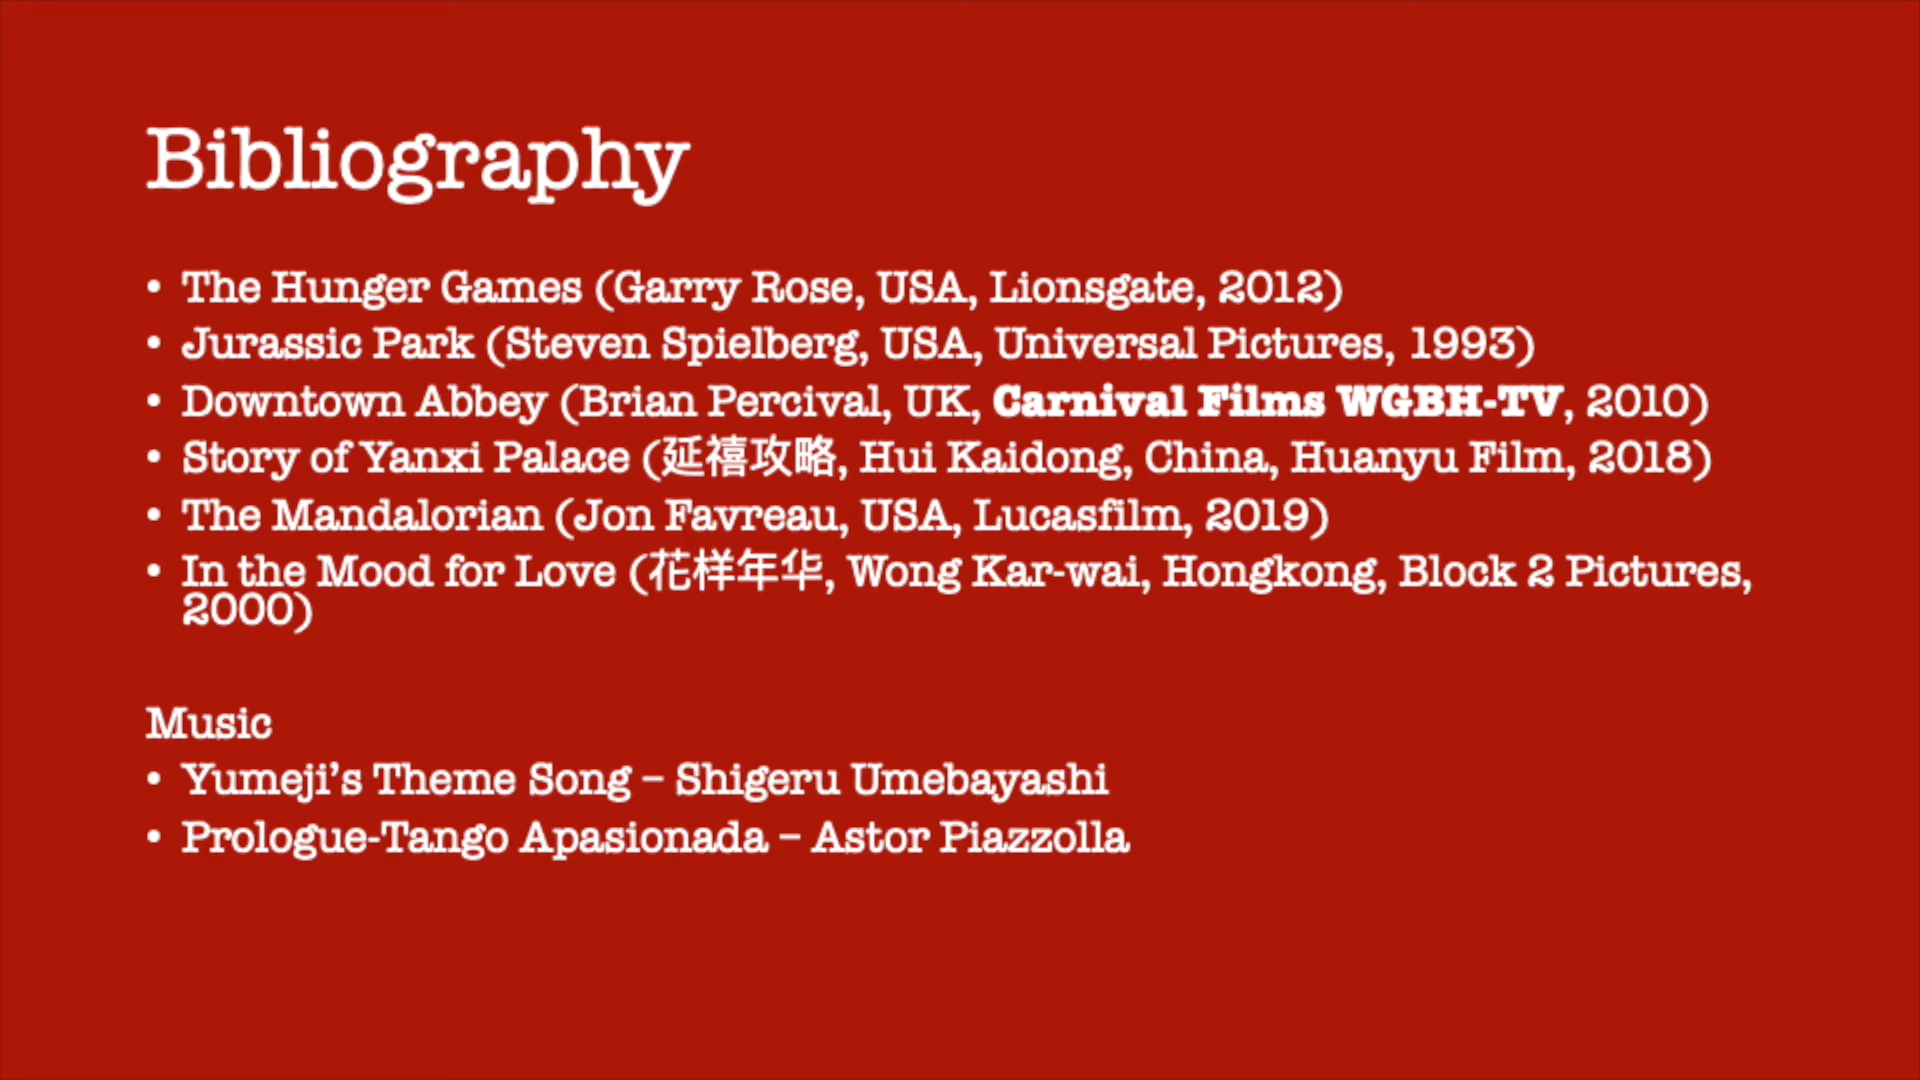 Bibliography
• The Hunger Games (Garry Rose, USA, Lionsgate, 2012)
• Jurassic Park (Steven Spielberg, USA, Universal Pictures, 1993)
• Downtown Abbey (Brian Percival, UK, Carnival Films WGBH-TV, 2010)
• Story of Yanxi Palace (延禧攻略, Hui Kaidong, China, Huanyu Film, 2018)
• The Mandalorian (Jon Favreau, USA, Lucasfilm, 2019)
• In the Mood for Love (花样年华, Wong Kar-wai, Hongkong, Block 2 Pictures,
2000)
Music
• Yumeji’s Theme Song – Shigeru Umebayashi
• Prologue-Tango Apasionada – Astor Piazzolla